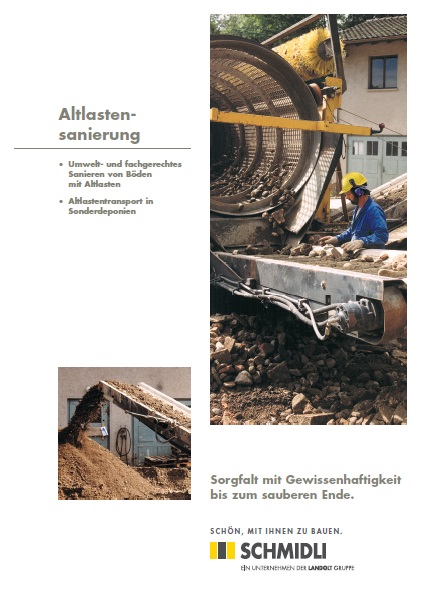 Altlasten-
sanierung
• Umwelt- und fachgerechtes
Sanieren von Böden
mit Altlasten
• Altlastentransport in
Sonderdeponien
Sorgfalt mit Gewissenhaftigkeit
bis zum sauberen Ende.
SCHÖN, MIT IHNEN ZU BAUEN.
SCHMIDLI
EIN UNTERNEHMEN DER LANDOLT GRUPPE